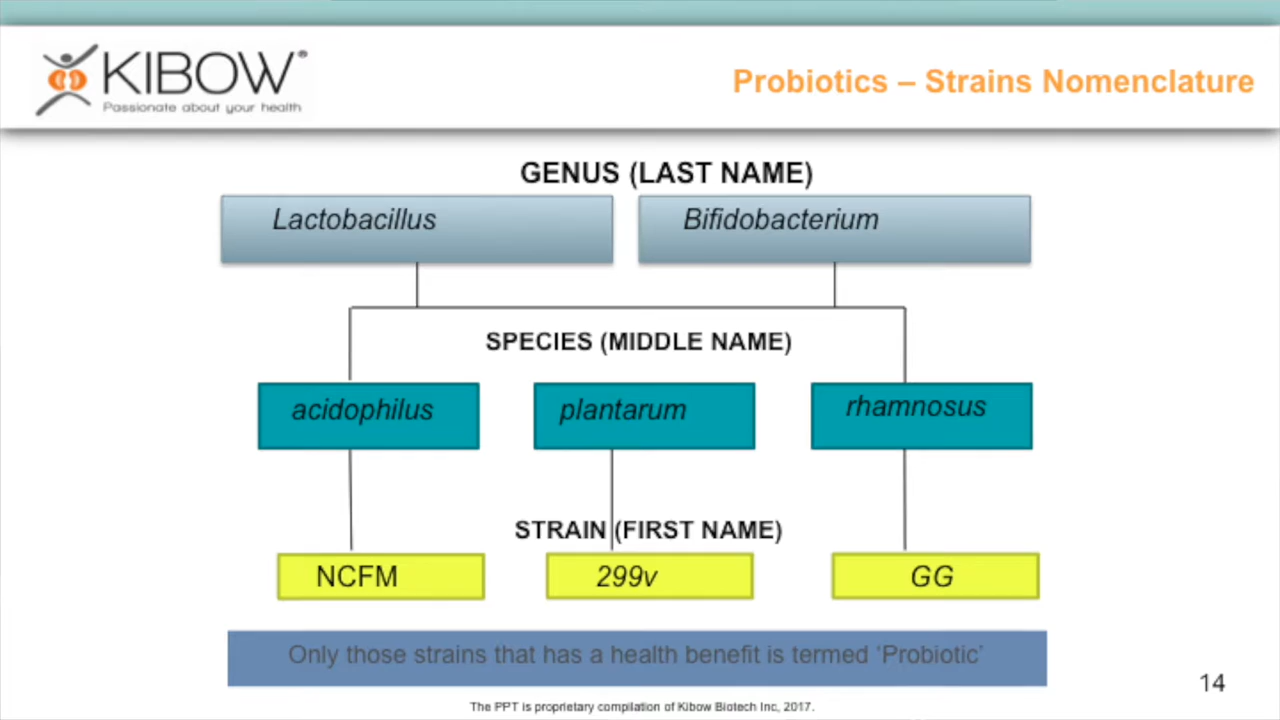 KIBOW®
Passionate about your health
Probiotics – Strains Nomenclature
GENUS (LAST NAME)
Lactobacillus
Bifidobacterium
SPECIES (MIDDLE NAME)
acidophilus
plantarum
rhamnosus
STRAIN (FIRST NAME)
NCFM
299v
GG
Only those strains that has a health benefit is termed ‘Probiotic’
14
The PPT is proprietary compilation of Kibow Biotech Inc, 2017.